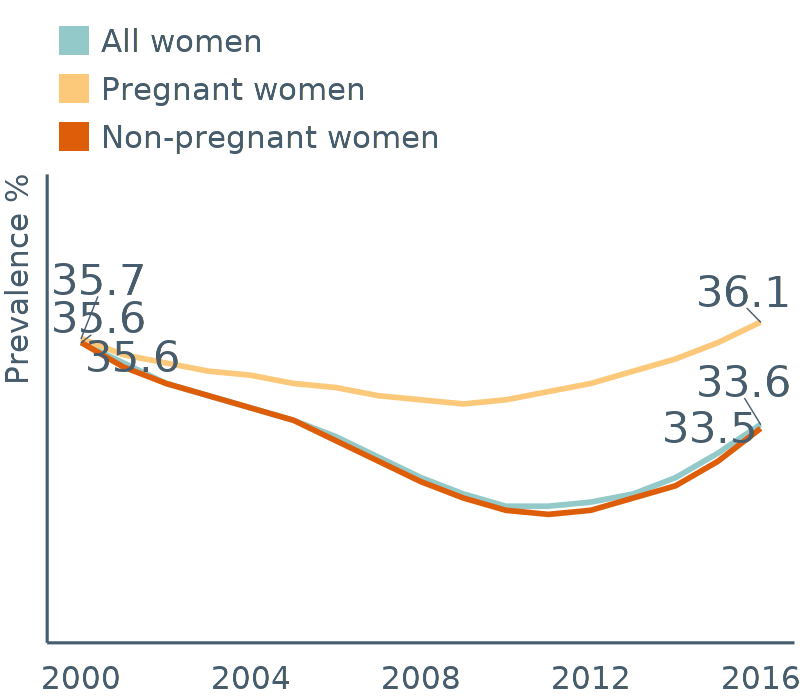 All women
Pregnant women
Non-pregnant women
Prevalence %
35.7
35.6
35.6
36.1
33.6
33.5
2000
2004
2008
2012
2016